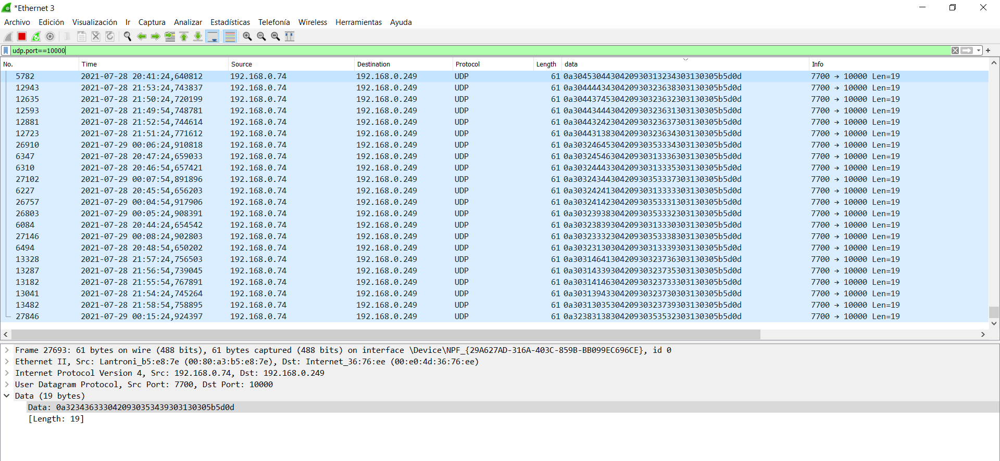 *Ethernet 3
Archivo Edición Visualización Ir Captura Analizar Estadísticas Telefonía Wireless Herramientas Ayuda
udp.port==10000
No. Time Source Destination Protocol Length data Info
5782 2021-07-28 20:41:24,640812 192.168.0.74 192.168.0.249 UDP 61 0a3045304430420930313234303130305b5d0d 7700 → 10000 Len=19
12943 2021-07-28 21:53:24,743837 192.168.0.74 192.168.0.249 UDP 61 0a3044443430420930323638303130305b5d0d 7700 → 10000 Len=19
12635 2021-07-28 21:50:24,720199 192.168.0.74 192.168.0.249 UDP 61 0a3044374530420930323632303130305b5d0d 7700 → 10000 Len=19
12593 2021-07-28 21:49:54,748781 192.168.0.74 192.168.0.249 UDP 61 0a3044344430420930323631303130305b5d0d 7700 → 10000 Len=19
12881 2021-07-28 21:52:54,744614 192.168.0.74 192.168.0.249 UDP 61 0a3044324230420930323637303130305b5d0d 7700 → 10000 Len=19
12723 2021-07-28 21:51:24,771612 192.168.0.74 192.168.0.249 UDP 61 0a3044313830420930323634303130305b5d0d 7700 → 10000 Len=19
26910 2021-07-29 00:06:24,910818 192.168.0.74 192.168.0.249 UDP 61 0a3032464530420930353334303130305b5d0d 7700 → 10000 Len=19
6347 2021-07-28 20:47:24,659033 192.168.0.74 192.168.0.249 UDP 61 0a3032454630420930313336303130305b5d0d 7700 → 10000 Len=19
6310 2021-07-28 20:46:54,657421 192.168.0.74 192.168.0.249 UDP 61 0a3032444330420930313335303130305b5d0d 7700 → 10000 Len=19
27102 2021-07-29 00:07:54,891896 192.168.0.74 192.168.0.249 UDP 61 0a3032434430420930353337303130305b5d0d 7700 → 10000 Len=19
6227 2021-07-28 20:45:54,656203 192.168.0.74 192.168.0.249 UDP 61 0a3032424130420930313333303130305b5d0d 7700 → 10000 Len=19
26757 2021-07-29 00:04:54,917906 192.168.0.74 192.168.0.249 UDP 61 0a3032414230420930353331303130305b5d0d 7700 → 10000 Len=19
26803 2021-07-29 00:05:24,908391 192.168.0.74 192.168.0.249 UDP 61 0a3032393830420930353332303130305b5d0d 7700 → 10000 Len=19
6084 2021-07-28 20:44:24,654542 192.168.0.74 192.168.0.249 UDP 61 0a3032383930420930313330303130305b5d0d 7700 → 10000 Len=19
27146 2021-07-29 00:08:24,902803 192.168.0.74 192.168.0.249 UDP 61 0a3032333230420930353338303130305b5d0d 7700 → 10000 Len=19
6494 2021-07-28 20:48:54,650202 192.168.0.74 192.168.0.249 UDP 61 0a3032313030420930313339303130305b5d0d 7700 → 10000 Len=19
13328 2021-07-28 21:57:24,756503 192.168.0.74 192.168.0.249 UDP 61 0a3031464130420930323736303130305b5d0d 7700 → 10000 Len=19
13287 2021-07-28 21:56:54,739045 192.168.0.74 192.168.0.249 UDP 61 0a3031433930420930323735303130305b5d0d 7700 → 10000 Len=19
13182 2021-07-28 21:55:54,767891 192.168.0.74 192.168.0.249 UDP 61 0a3031414630420930323733303130305b5d0d 7700 → 10000 Len=19
13041 2021-07-28 21:54:24,745264 192.168.0.74 192.168.0.249 UDP 61 0a3031394330420930323730303130305b5d0d 7700 → 10000 Len=19
13482 2021-07-28 21:58:54,758895 192.168.0.74 192.168.0.249 UDP 61 0a3031303530420930323739303130305b5d0d 7700 → 10000 Len=19
27846 2021-07-29 00:15:24,924397 192.168.0.74 192.168.0.249 UDP 61 0a3238313830420930353532303130305b5d0d 7700 → 10000 Len=19
Frame 27693: 61 bytes on wire (488 bits), 61 bytes captured (488 bits) on interface \Device\NPF_{29A627AD-316A-403C-859B-BB099EC696CE}, id 0
Ethernet II, Src: Lantroni_b5:e8:7e (00:80:a3:b5:e8:7e), Dst: Internet_36:76:ee (00:e0:4d:36:76:ee)
Internet Protocol Version 4, Src: 192.168.0.74, Dst: 192.168.0.249
User Datagram Protocol, Src Port: 7700, Dst Port: 10000
Data (19 bytes)
Data: 0a3234363330420930353439303130305b5d0d
[Length: 19]